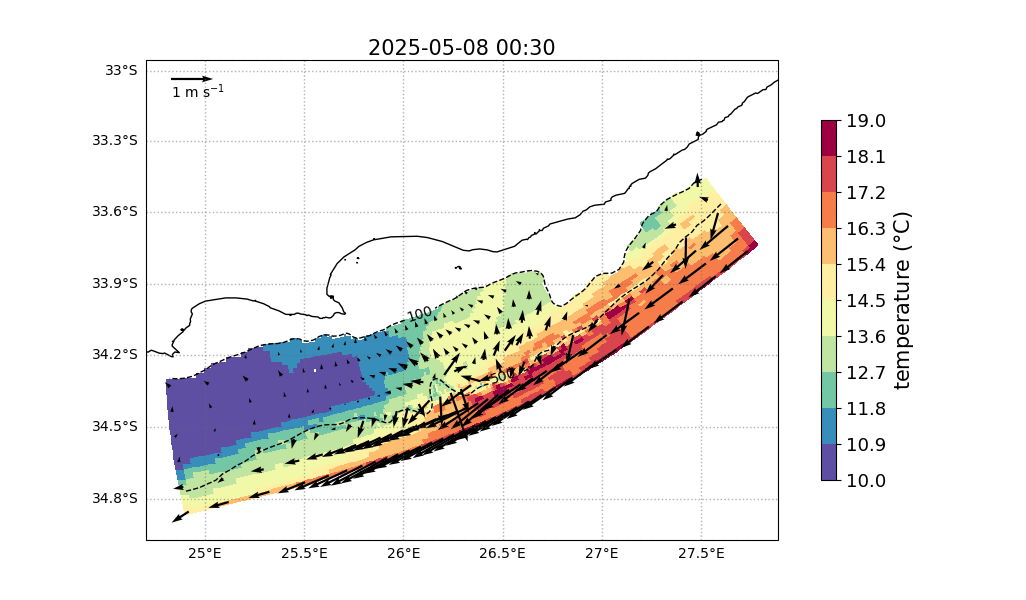 2025-05-08 00:30
1 m s⁻¹
33°S
33.3°S
33.6°S
33.9°S
34.2°S
34.5°S
34.8°S
25°E 25.5°E 26°E 26.5°E 27°E 27.5°E
100
500
19.0
18.1
17.2
16.3
15.4
14.5
13.6
12.7
11.8
10.9
10.0
temperature (°C)